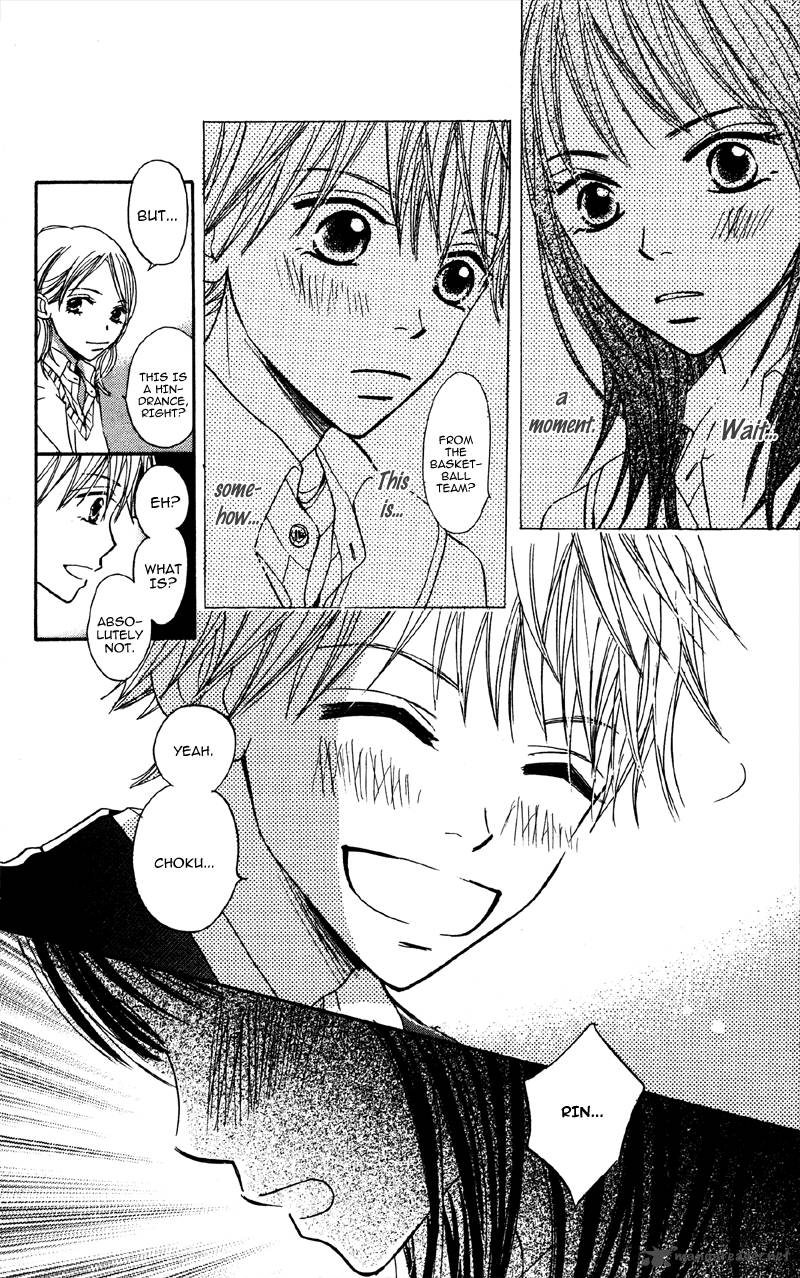 Wait..
a
moment.
FROM
THE
BASKET-
BALL
TEAM?
This
is...
some-
how...
BUT...
THIS IS
A HIN-
DRANCE,
RIGHT?
EH?
WHAT
IS?
ABSO-
LUTELY
NOT.
YEAH.
CHOKU...
RIN...